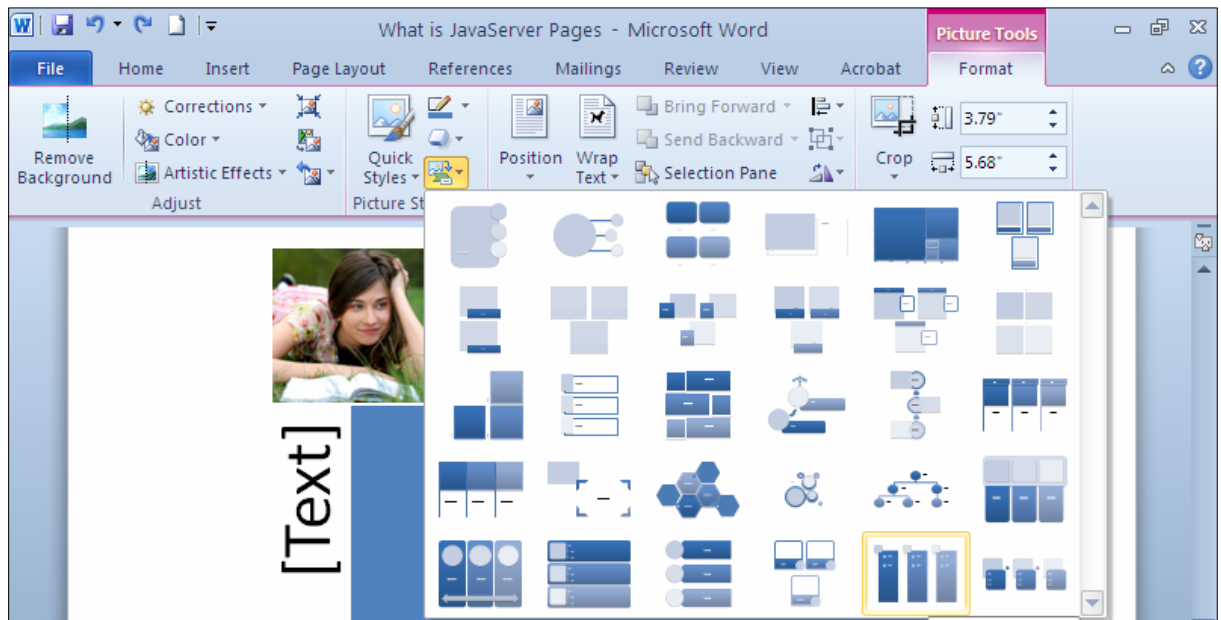 What is JavaServer Pages - Microsoft Word
Picture Tools
File Home Insert Page Layout References Mailings Review View Acrobat Format
Remove Background
Corrections
Color
Artistic Effects
Adjust
Quick Styles
Picture St
Position
Wrap Text
Bring Forward
Send Backward
Selection Pane
Crop
3.79"
5.68"
[Text]